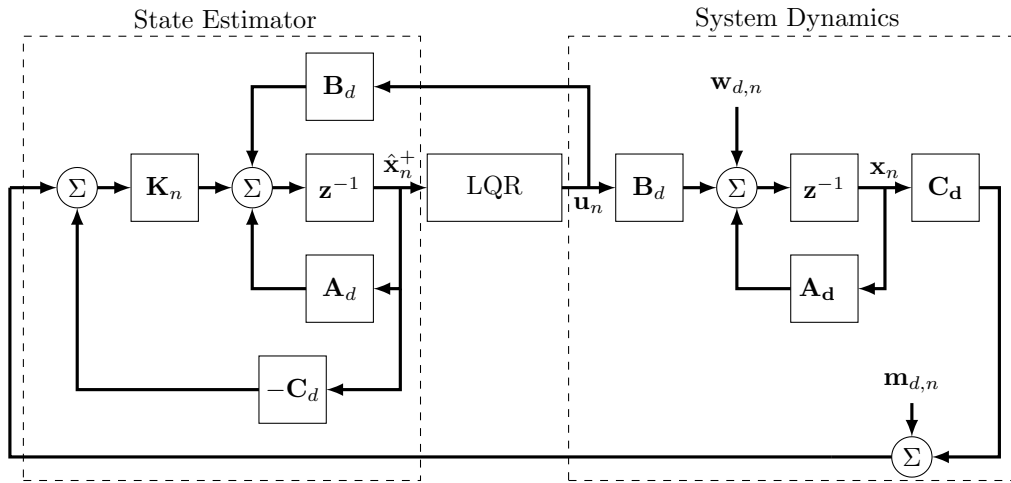 State Estimator
System Dynamics
B_d
w_{d,n}
Σ
K_n
Σ
z^{-1}
x̂_n^+
LQR
u_n
B_d
Σ
z^{-1}
x_n
C_d
A_d
A_d
−C_d
m_{d,n}
Σ